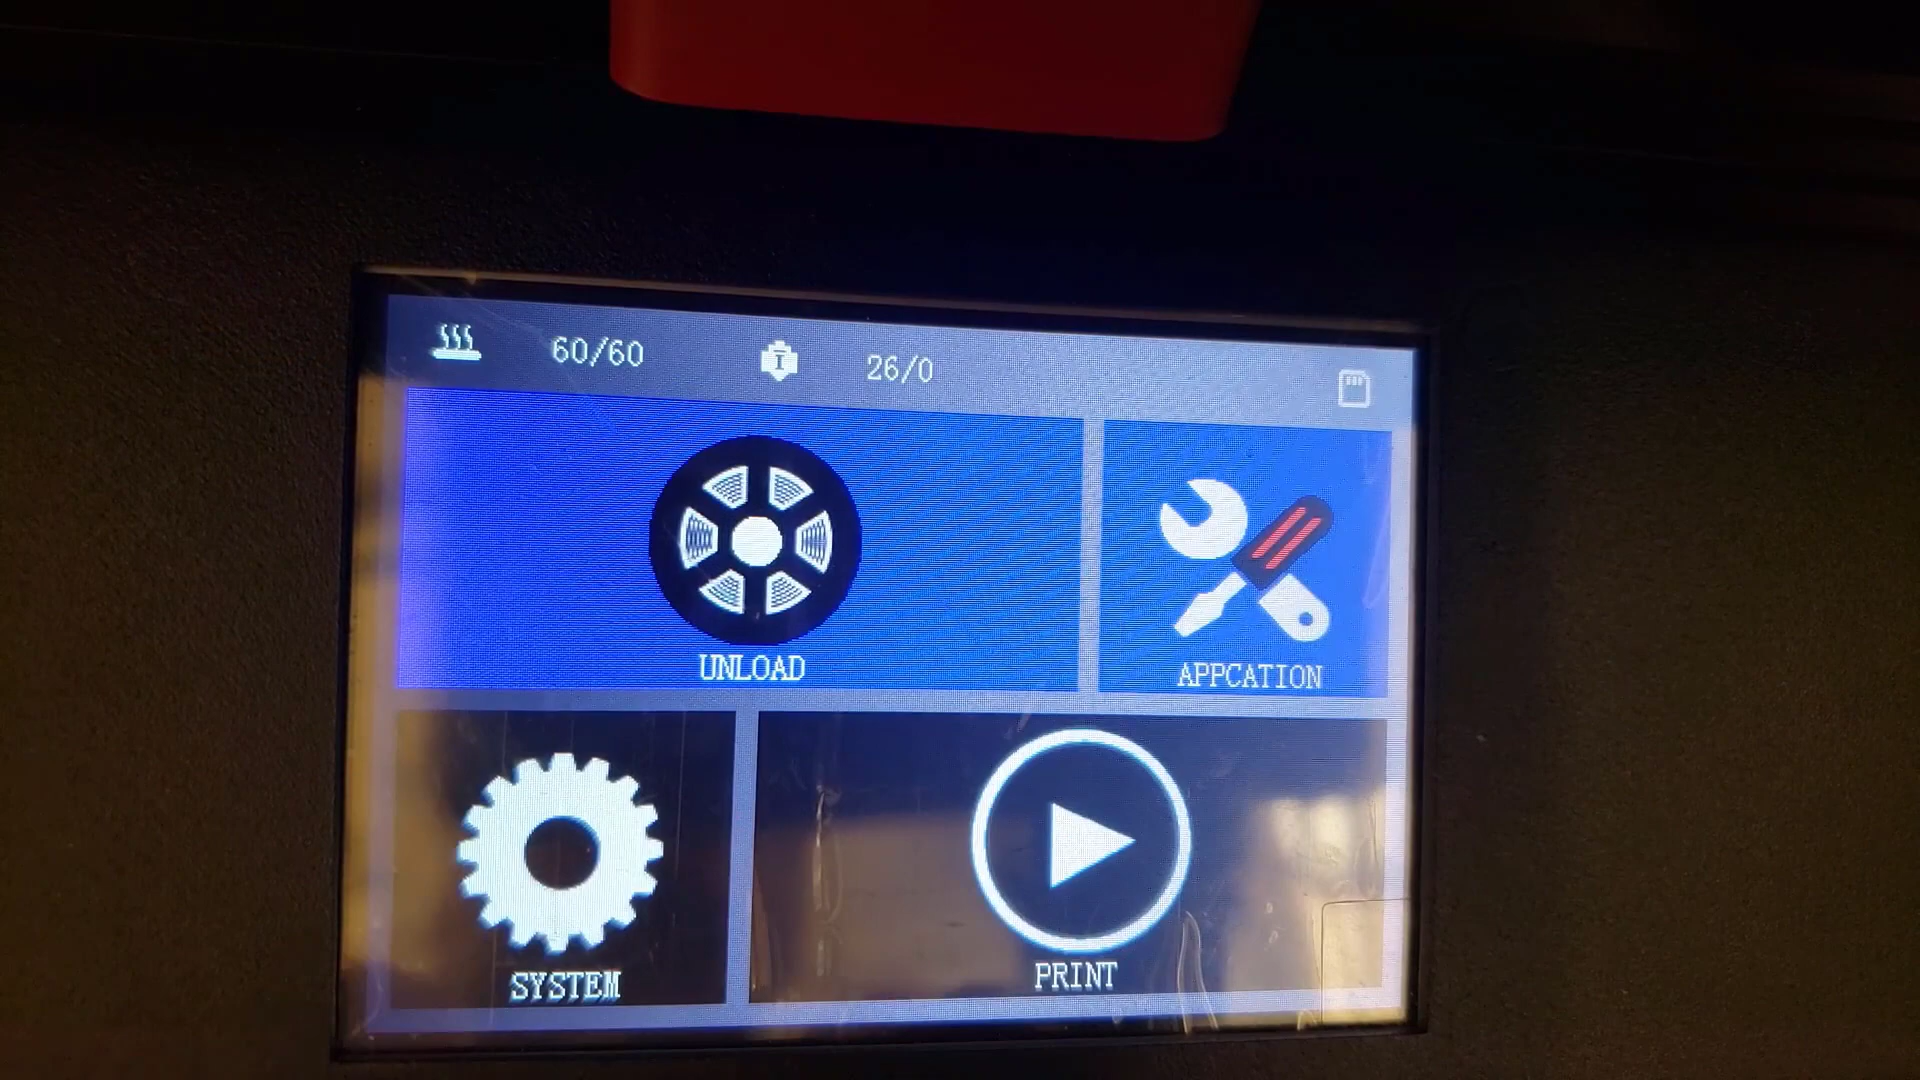 60/60
I
26/0
UNLOAD
APPCATION
SYSTEM
PRINT